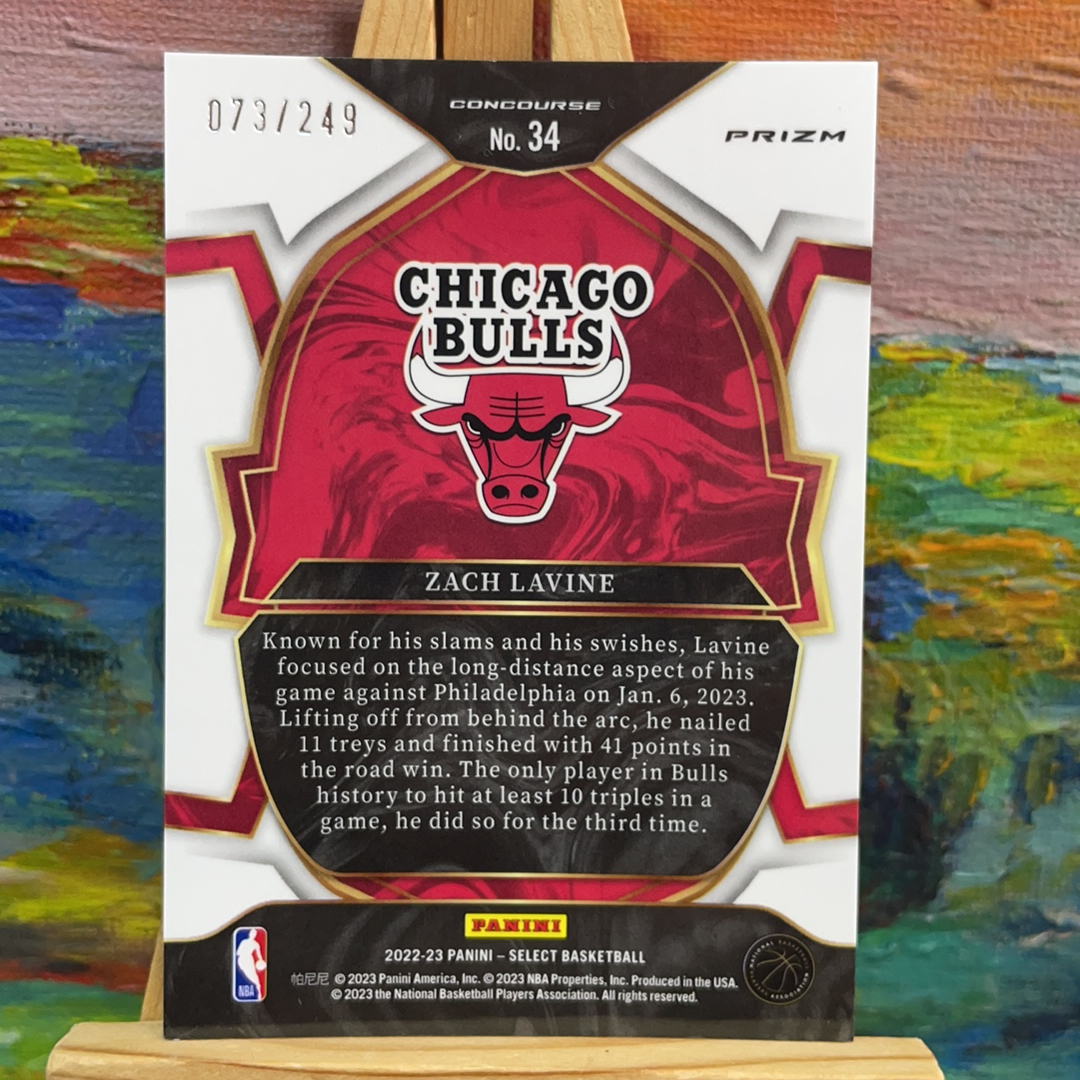 073/249
CONCOURSE
No. 34
PRIZM
CHICAGO
BULLS
ZACH LAVINE
Known for his slams and his swishes, Lavine
focused on the long-distance aspect of his
game against Philadelphia on Jan. 6, 2023.
Lifting off from behind the arc, he nailed
11 treys and finished with 41 points in
the road win. The only player in Bulls
history to hit at least 10 triples in a
game, he did so for the third time.
PANINI
2022-23 PANINI – SELECT BASKETBALL
帕尼尼 © 2023 Panini America, Inc. © 2023 NBA Properties, Inc. Produced in the USA.
© 2023 the National Basketball Players Association. All rights reserved.
NBA
NATIONAL BASKETBALL
PLAYERS ASSOCIATION